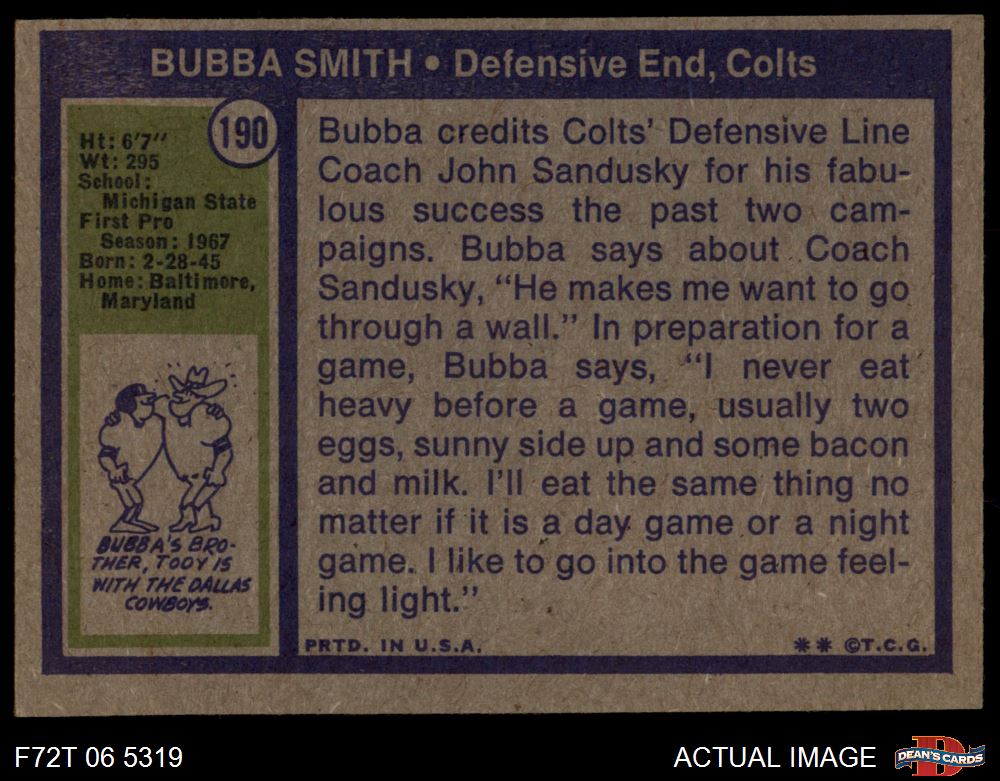 BUBBA SMITH • Defensive End, Colts
190
Ht: 6'7"
Wt: 295
School:
Michigan State
First Pro
Season: 1967
Born: 2-28-45
Home: Baltimore,
Maryland
BUBBA'S BRO-
THER, TODY IS
WITH THE DALLAS
COWBOYS.
Bubba credits Colts' Defensive Line
Coach John Sandusky for his fabu-
lous success the past two cam-
paigns. Bubba says about Coach
Sandusky, "He makes me want to go
through a wall." In preparation for a
game, Bubba says, "I never eat
heavy before a game, usually two
eggs, sunny side up and some bacon
and milk. I'll eat the same thing no
matter if it is a day game or a night
game. I like to go into the game feel-
ing light."
PRTD. IN U.S.A.
** ©T.C.G.
F72T 06 5319
ACTUAL IMAGE
D
DEAN'S CARDS